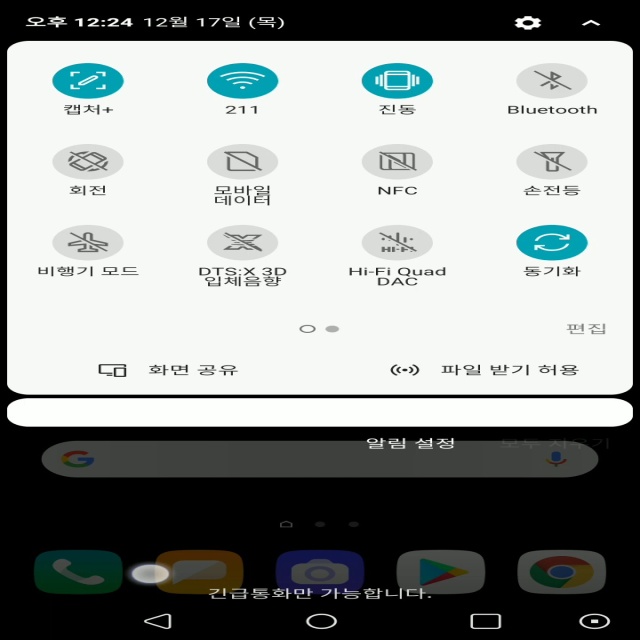 오후 12:24 12월 17일 (목)
캡처+ 211 진동 Bluetooth
회전 모바일 데이터 NFC 손전등
비행기 모드 DTS:X 3D 입체음향 Hi-Fi Quad DAC 동기화
편집
화면 공유 파일 받기 허용
알림 설정 모두 지우기
긴급통화만 가능합니다.